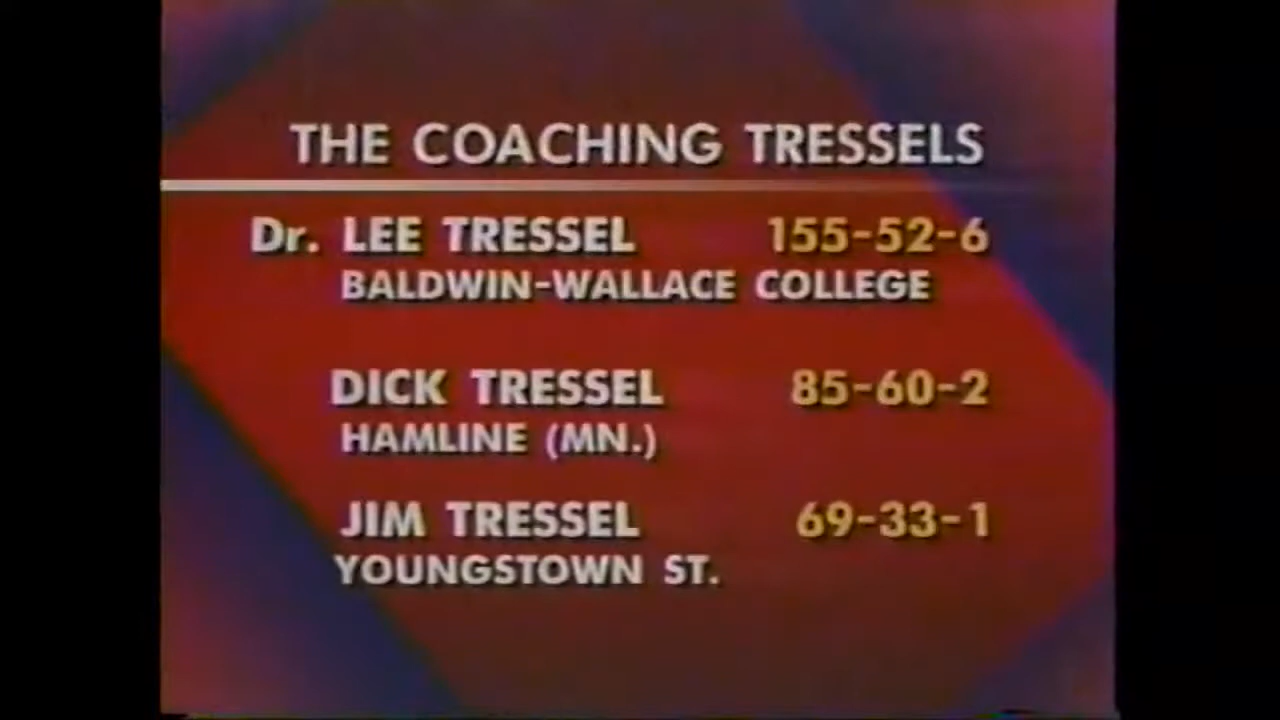 THE COACHING TRESSELS
Dr. LEE TRESSEL 155-52-6
BALDWIN-WALLACE COLLEGE
DICK TRESSEL 85-60-2
HAMLINE (MN.)
JIM TRESSEL 69-33-1
YOUNGSTOWN ST.